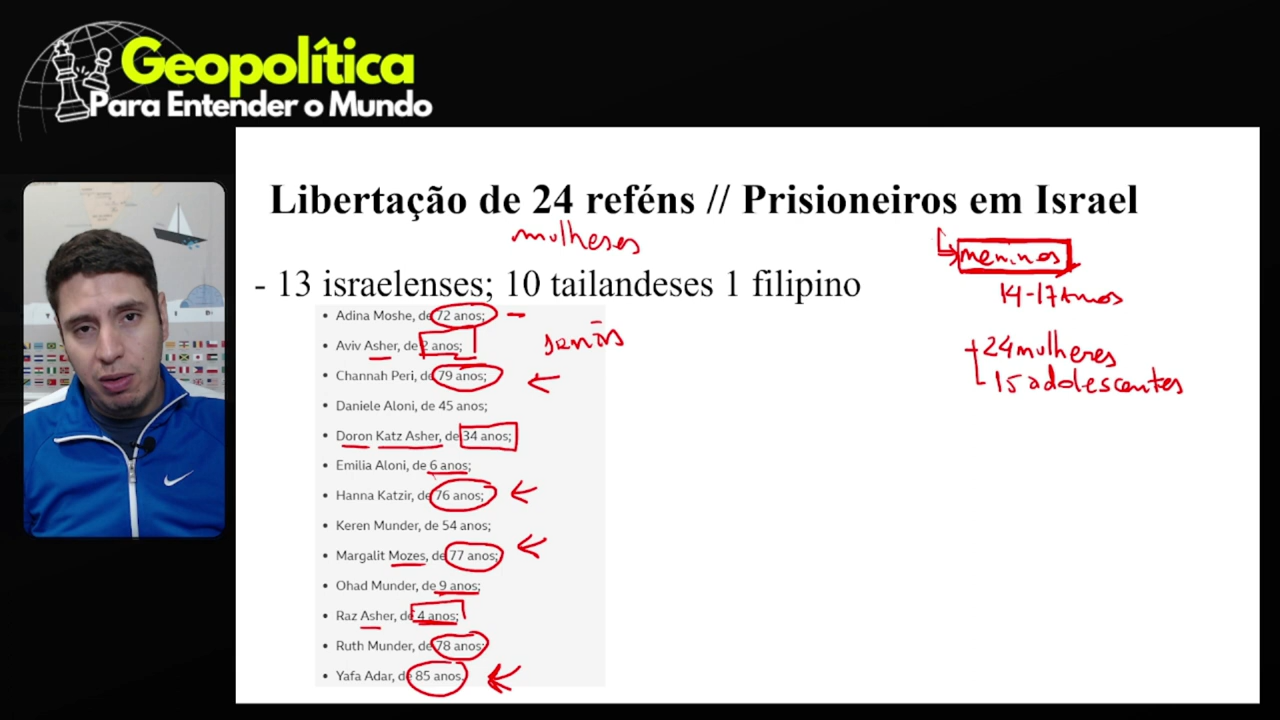 Geopolítica
Para Entender o Mundo
Libertação de 24 reféns // Prisioneiros em Israel
mulheres
meninos
- 13 israelenses; 10 tailandeses 1 filipino
14-17 Anos
• Adina Moshe, de 72 anos;
• Aviv Asher, de 2 anos;
+ 24 mulheres
• Channah Peri, de 79 anos;
15 adolescentes
• Daniele Aloni, de 45 anos;
• Doron Katz Asher, de 34 anos;
• Emilia Aloni, de 6 anos;
• Hanna Katzir, de 76 anos;
• Keren Munder, de 54 anos;
• Margalit Mozes, de 77 anos;
• Ohad Munder, de 9 anos;
• Raz Asher, de 4 anos;
• Ruth Munder, de 78 anos;
• Yafa Adar, de 85 anos.